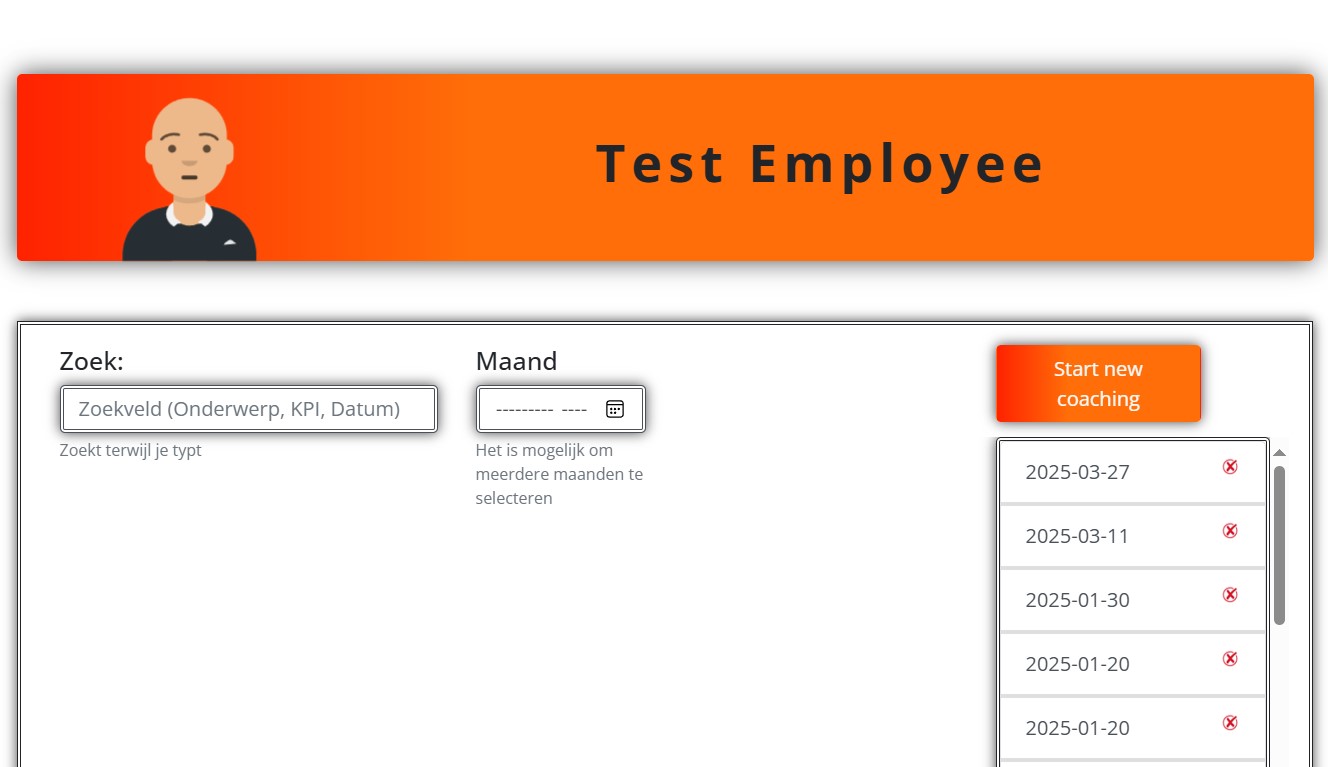 Test Employee
Zoek:
Zoekveld (Onderwerp, KPI, Datum)
Zoekt terwijl je typt
Maand
--------- ----
Het is mogelijk om
meerdere maanden te
selecteren
Start new
coaching
2025-03-27
2025-03-11
2025-01-30
2025-01-20
2025-01-20